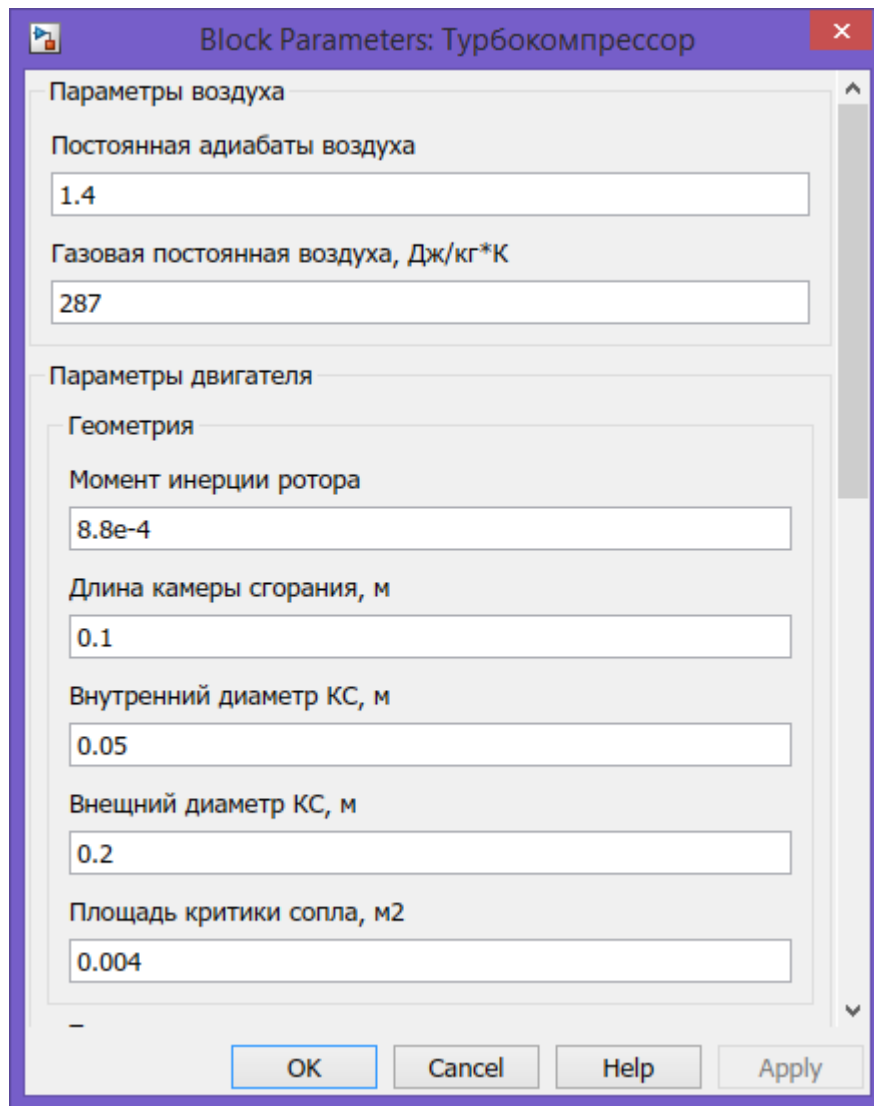 Block Parameters: Турбокомпрессор
Параметры воздуха
Постоянная адиабаты воздуха
1.4
Газовая постоянная воздуха, Дж/кг*К
287
Параметры двигателя
Геометрия
Момент инерции ротора
8.8e-4
Длина камеры сгорания, м
0.1
Внутренний диаметр КС, м
0.05
Внещний диаметр КС, м
0.2
Площадь критики сопла, м2
0.004
OK Cancel Help Apply